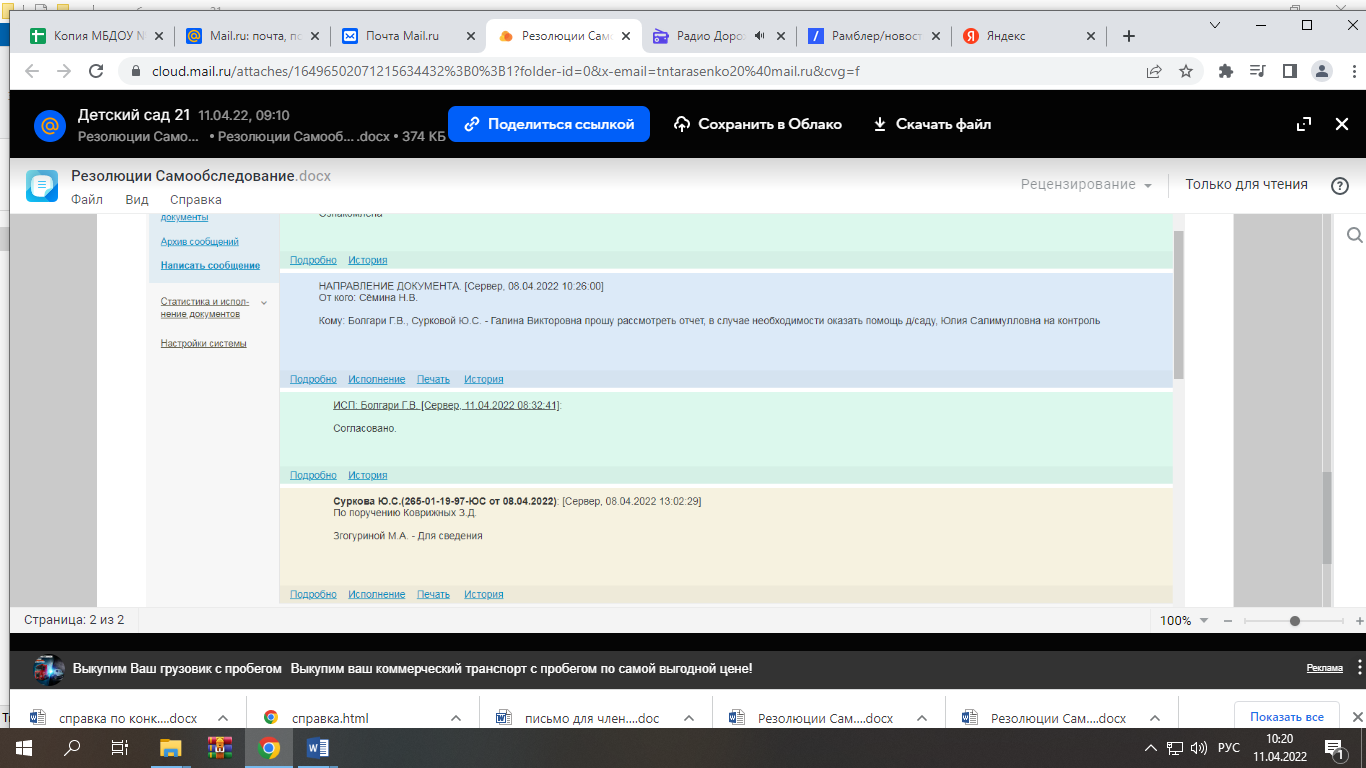 Копия МБДОУ N
Mail.ru: почта, по
Почта Mail.ru
Резолюции Само
Радио Дорож
Рамблер/новост
Яндекс
cloud.mail.ru/attaches/16496502071215634432%3B0%3B1?folder-id=0&x-email=tntarasenko20%40mail.ru&cvg=f
Детский сад 21 11.04.22, 09:10
Резолюции Само... • Резолюции Самооб... .docx • 374 КБ
Поделиться ссылкой
Сохранить в Облако
Скачать файл
Резолюции Самообследование.docx
Файл Вид Справка
Рецензирование
Только для чтения
документы
Архив сообщений
Написать сообщение
Статистика и испол-
нение документов
Настройки системы
Ознакомлена
Подробно История
НАПРАВЛЕНИЕ ДОКУМЕНТА. [Сервер, 08.04.2022 10:26:00]
От кого: Сёмина Н.В.
Кому: Болгари Г.В., Сурковой Ю.С. - Галина Викторовна прошу рассмотреть отчет, в случае необходимости оказать помощь д/саду, Юлия Салимулловна на контроль
Подробно Исполнение Печать История
ИСП: Болгари Г.В. [Сервер, 11.04.2022 08:32:41]:
Согласовано.
Подробно История
Суркова Ю.С.(265-01-19-97-ЮС от 08.04.2022): [Сервер, 08.04.2022 13:02:29]
По поручению Коврижных З.Д.
Згогуриной М.А. - Для сведения
Подробно Исполнение Печать История
Страница: 2 из 2
100%
Выкупим Ваш грузовик с пробегом Выкупим ваш коммерческий транспорт с пробегом по самой выгодной цене!
Реклама
справка по конк....docx
справка.html
письмо для член....doc
Резолюции Сам....docx
Резолюции Сам....docx
Показать все
РУС
10:20
11.04.2022
1